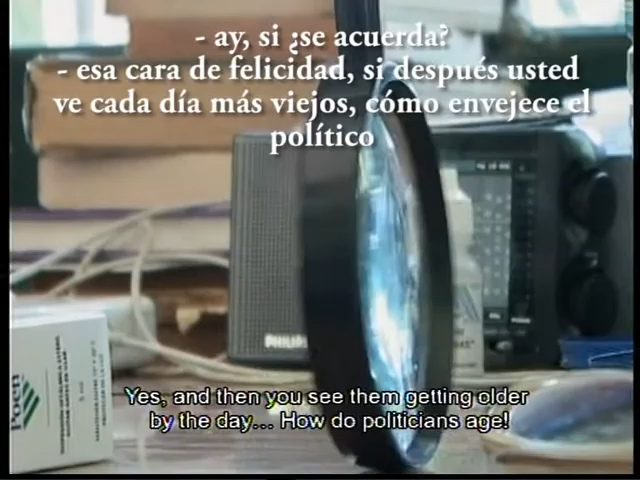 - ay, si ¿se acuerda?
- esa cara de felicidad, si después usted
ve cada día más viejos, cómo envejece el
político
PHILIPS
Poen
Yes, and then you see them getting older
by the day... How do politicians age!